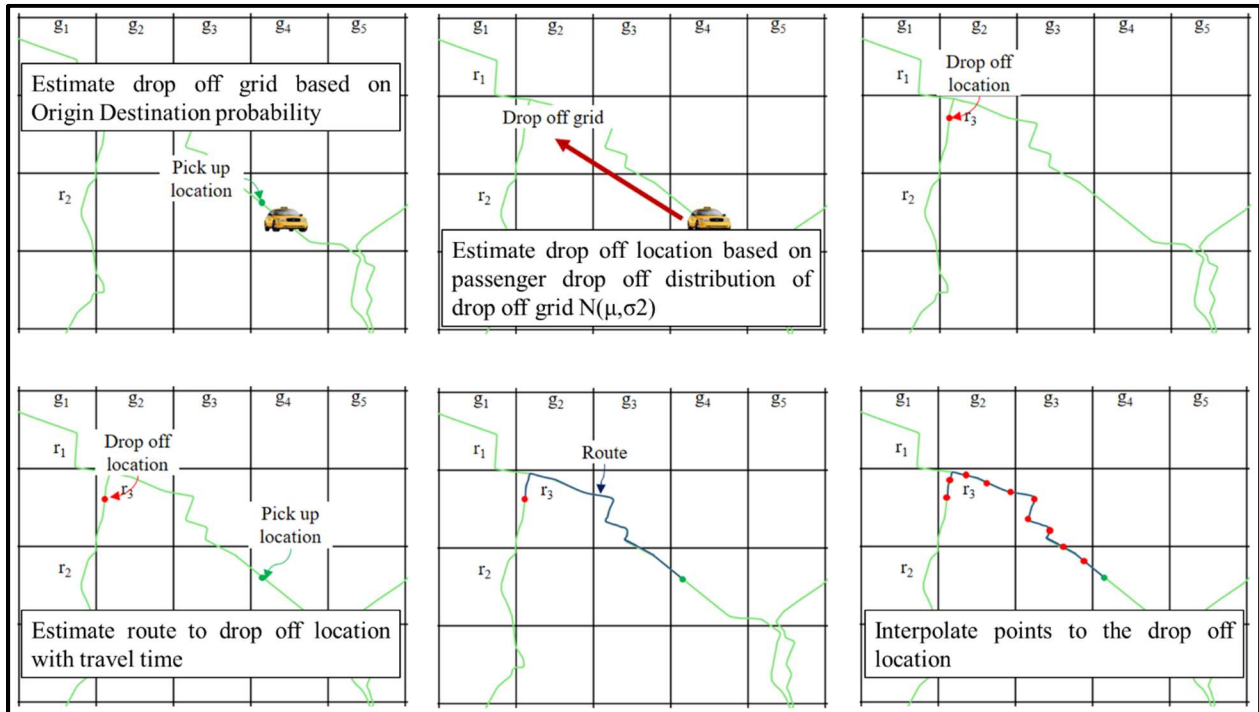 g₁ g₂ g₃ g₄ g₅
Estimate drop off grid based on
Origin Destination probability
Pick up
location
r₂
g₁ g₂ g₃ g₄ g₅
r₁
Drop off grid
r₂
Estimate drop off location based on
passenger drop off distribution of
drop off grid N(μ,σ2)
g₁ g₂ g₃ g₄ g₅
Drop off
location
r₁
r₃
r₂
g₁ g₂ g₃ g₄ g₅
r₁
Drop off
location
r₃
Pick up
location
r₂
Estimate route to drop off location
with travel time
g₁ g₂ g₃ g₄ g₅
r₁
Route
r₃
r₂
g₁ g₂ g₃ g₄ g₅
r₁
r₃
r₂
Interpolate points to the drop off
location